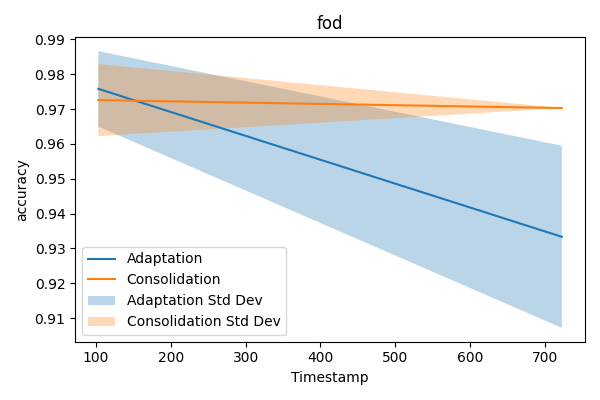 fod
0.99
0.98
0.97
0.96
0.95
0.94
0.93
0.92
0.91
accuracy
Adaptation
Consolidation
Adaptation Std Dev
Consolidation Std Dev
100 200 300 400 500 600 700
Timestamp